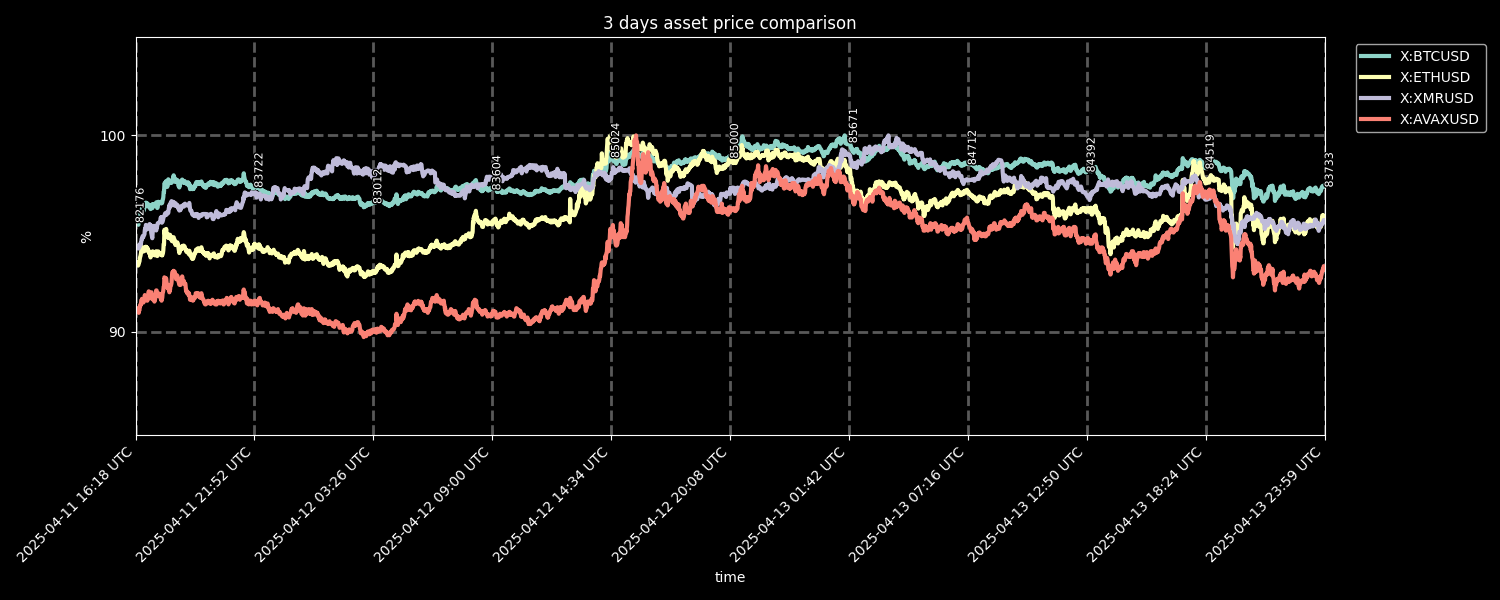 3 days asset price comparison
X:BTCUSD
X:ETHUSD
X:XMRUSD
X:AVAXUSD
100
90
%
82176
83722
83012
83604
85024
85000
85671
84712
84392
84519
83733
2025-04-11 16:18 UTC
2025-04-11 21:52 UTC
2025-04-12 03:26 UTC
2025-04-12 09:00 UTC
2025-04-12 14:34 UTC
2025-04-12 20:08 UTC
2025-04-13 01:42 UTC
2025-04-13 07:16 UTC
2025-04-13 12:50 UTC
2025-04-13 18:24 UTC
2025-04-13 23:59 UTC
time